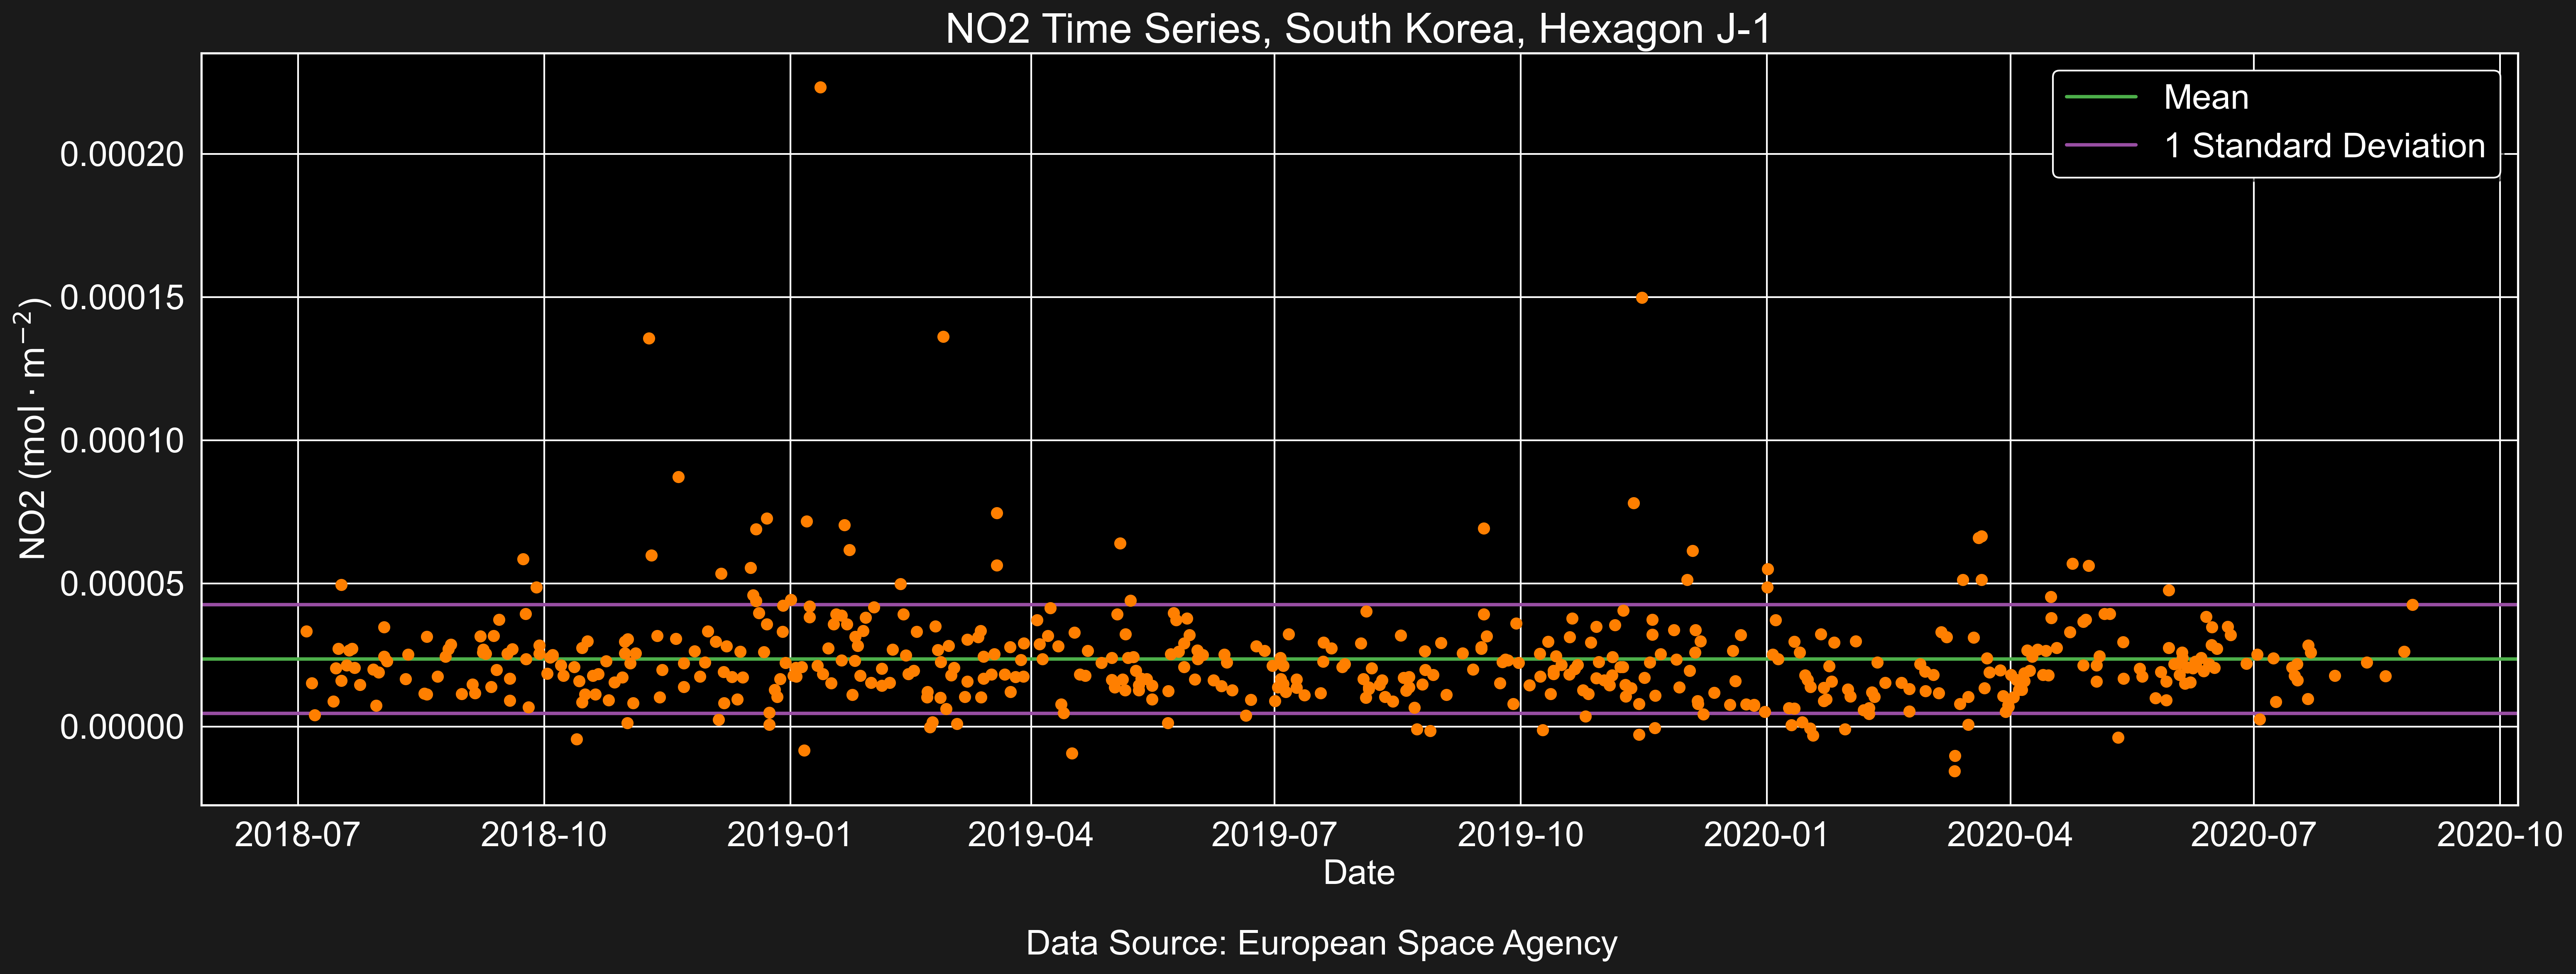 NO2 Time Series, South Korea, Hexagon J-1
Mean
1 Standard Deviation
NO2 (mol · m⁻²)
0.00020
0.00015
0.00010
0.00005
0.00000
2018-07 2018-10 2019-01 2019-04 2019-07 2019-10 2020-01 2020-04 2020-07 2020-10
Date
Data Source: European Space Agency